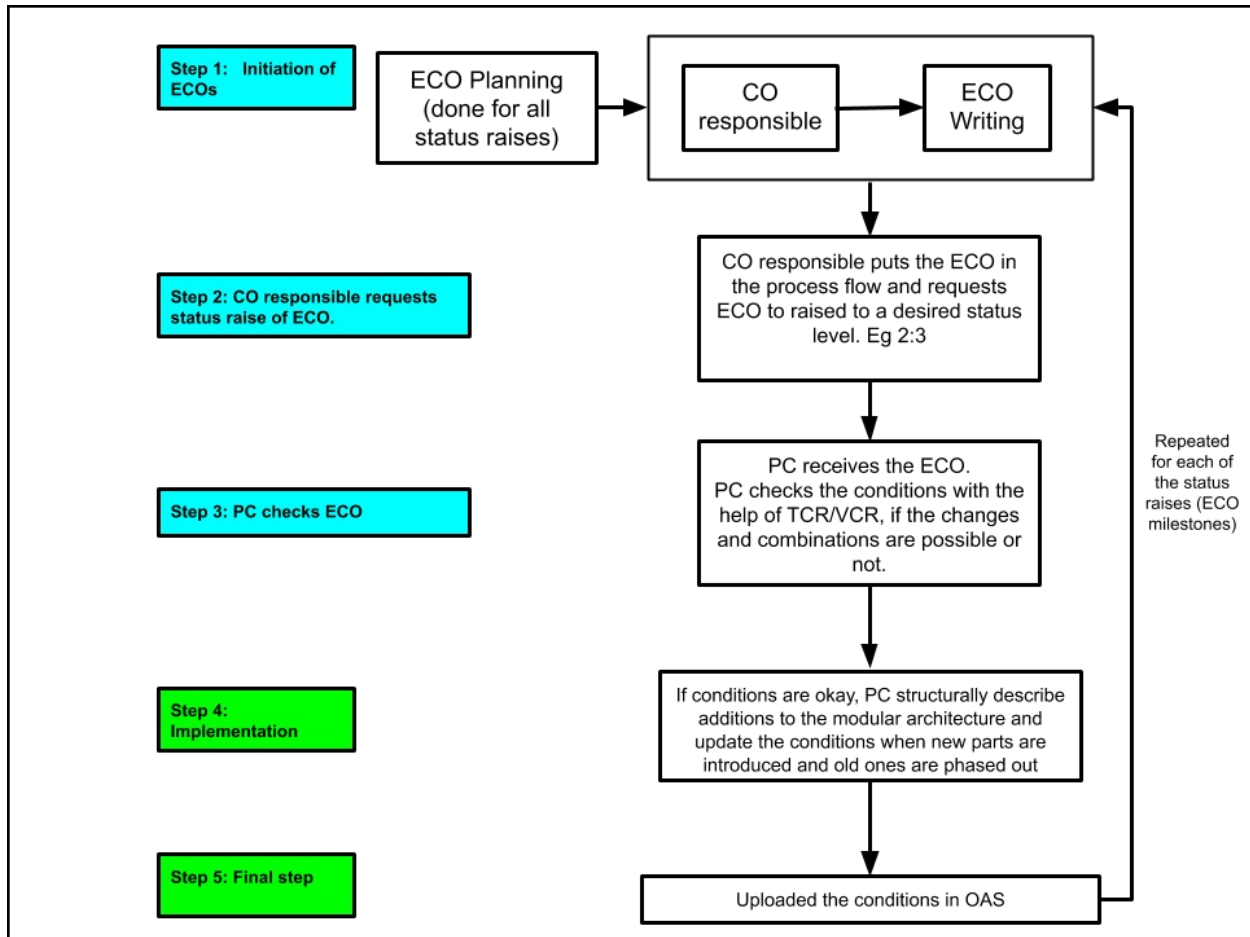 Step 1:   Initiation of
ECOs
ECO Planning
(done for all
status raises)
CO
responsible
ECO
Writing
Step 2: CO responsible requests
status raise of ECO.
CO responsible puts the ECO in
the process flow and requests
ECO to raised to a desired status
level. Eg 2:3
Step 3: PC checks ECO
PC receives the ECO.
PC checks the conditions with the
help of TCR/VCR, if the changes
and combinations are possible or
not.
Repeated
for each of
the status
raises (ECO
milestones)
Step 4:
Implementation
If conditions are okay, PC structurally describe
additions to the modular architecture and
update the conditions when new parts are
introduced and old ones are phased out
Step 5: Final step
Uploaded the conditions in OAS